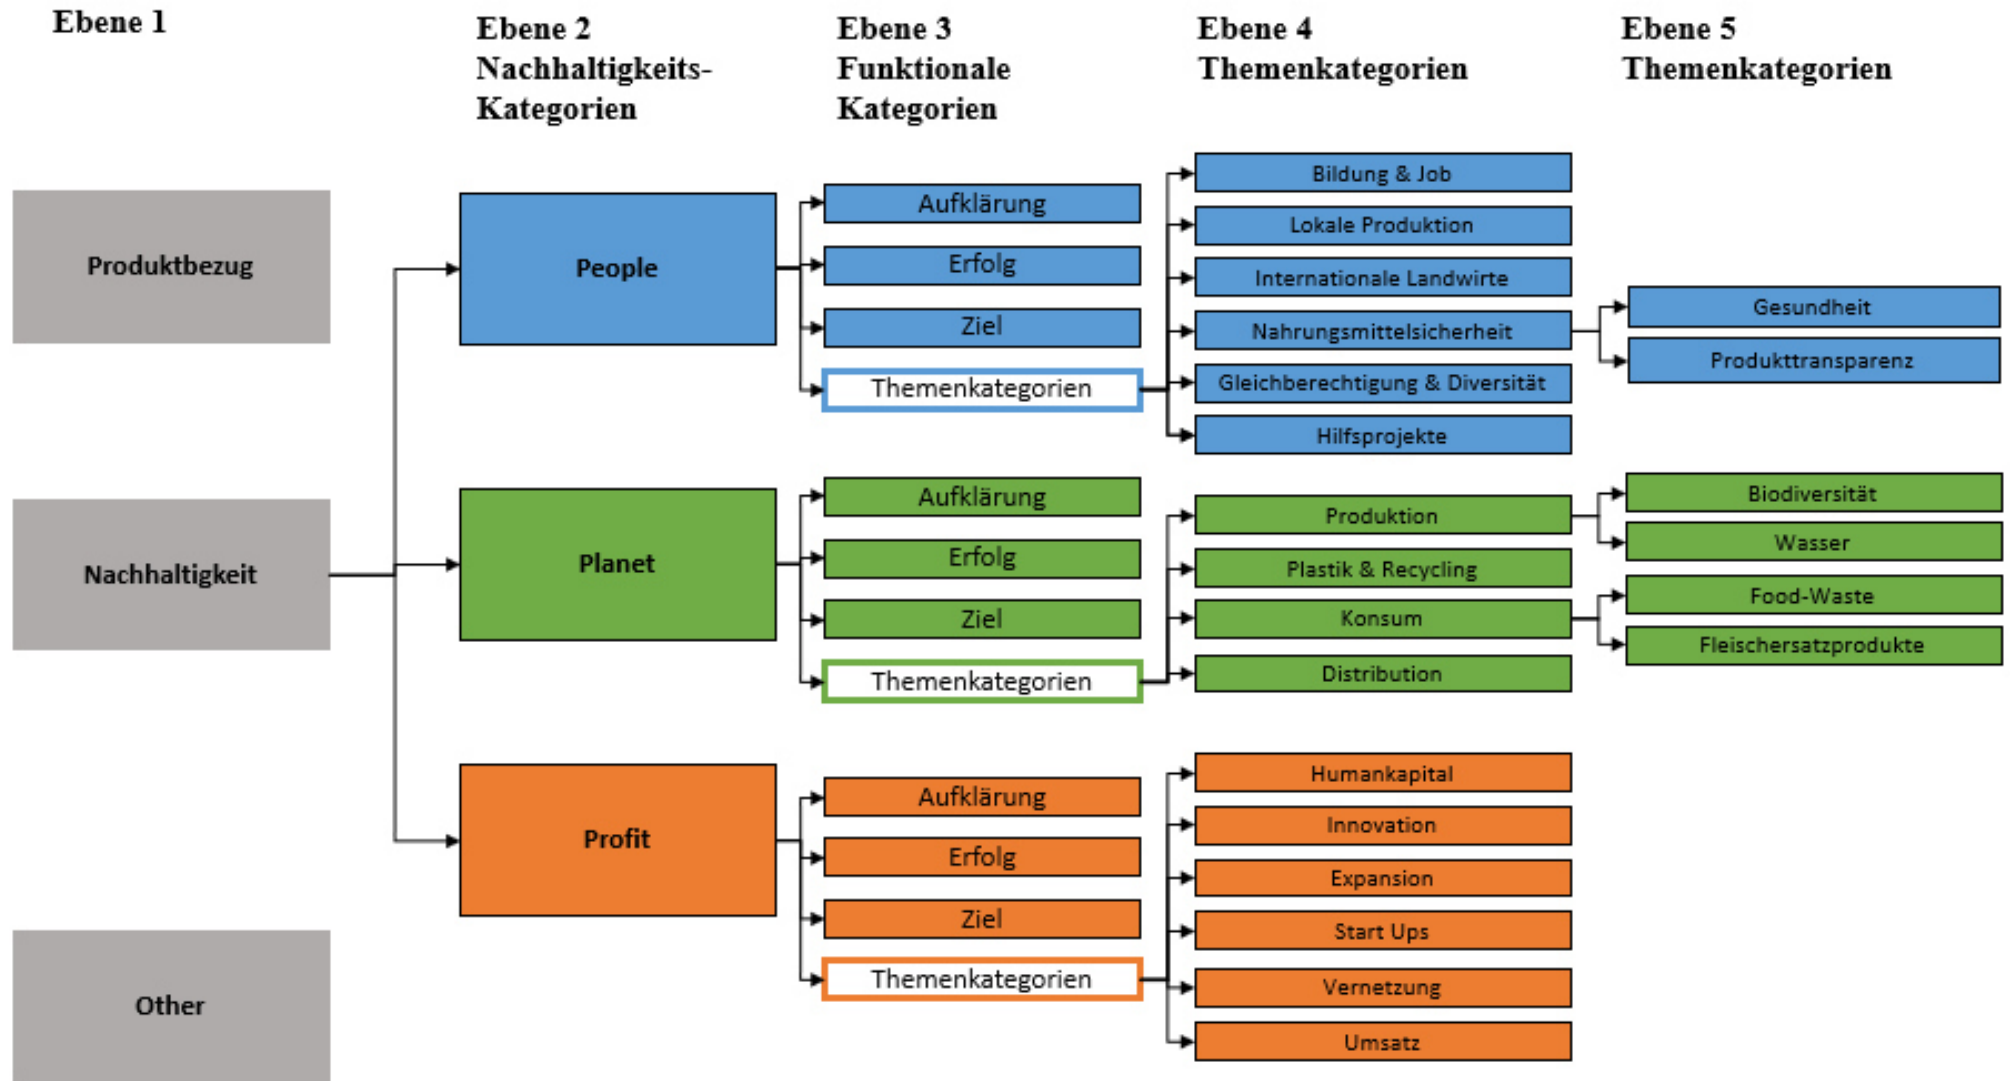 Ebene 1
Ebene 2
Nachhaltigkeits-
Kategorien
Ebene 3
Funktionale
Kategorien
Ebene 4
Themenkategorien
Ebene 5
Themenkategorien
Produktbezug
Nachhaltigkeit
Other
People
Aufklärung
Erfolg
Ziel
Themenkategorien
Bildung & Job
Lokale Produktion
Internationale Landwirte
Nahrungsmittelsicherheit
Gleichberechtigung & Diversität
Hilfsprojekte
Gesundheit
Produkttransparenz
Planet
Aufklärung
Erfolg
Ziel
Themenkategorien
Produktion
Plastik & Recycling
Konsum
Distribution
Biodiversität
Wasser
Food-Waste
Fleischersatzprodukte
Profit
Aufklärung
Erfolg
Ziel
Themenkategorien
Humankapital
Innovation
Expansion
Start Ups
Vernetzung
Umsatz